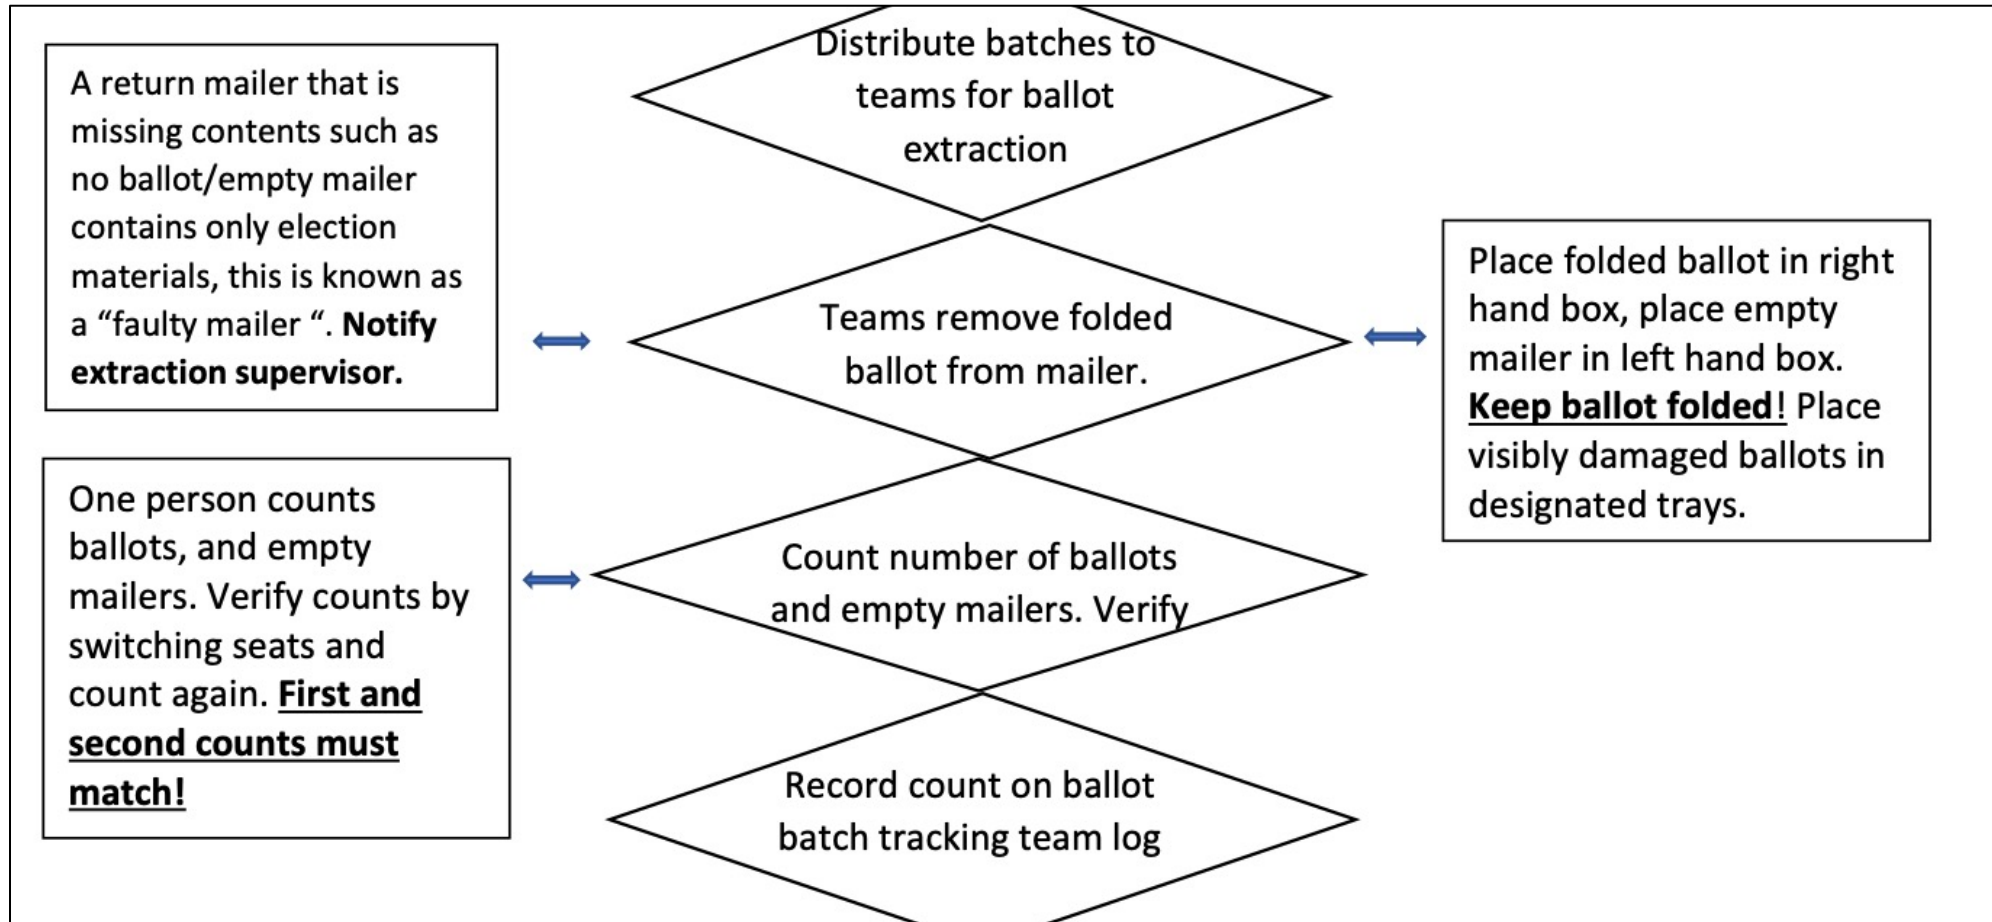 Distribute batches to
teams for ballot
extraction
A return mailer that is
missing contents such as
no ballot/empty mailer
contains only election
materials, this is known as
a “faulty mailer “. Notify
extraction supervisor.
Teams remove folded
ballot from mailer.
Place folded ballot in right
hand box, place empty
mailer in left hand box.
Keep ballot folded! Place
visibly damaged ballots in
designated trays.
One person counts
ballots, and empty
mailers. Verify counts by
switching seats and
count again. First and
second counts must
match!
Count number of ballots
and empty mailers. Verify
Record count on ballot
batch tracking team log